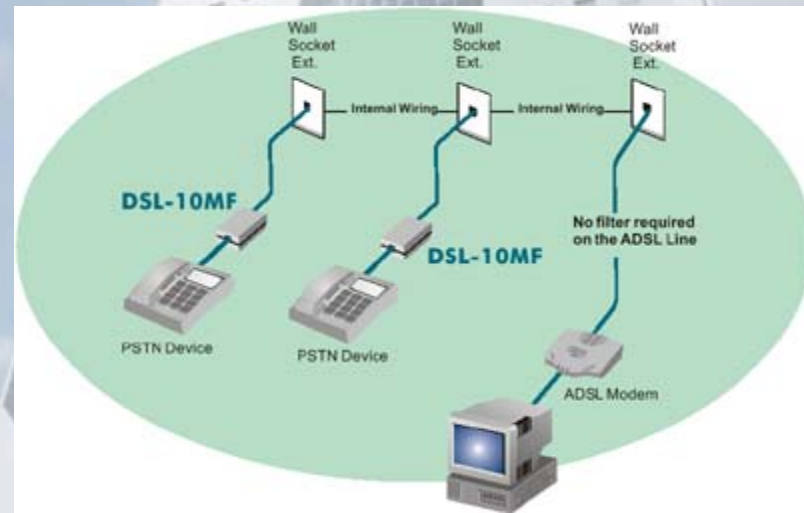 Wall
Socket
Ext.
Wall
Socket
Ext.
Wall
Socket
Ext.
Internal Wiring
Internal Wiring
DSL-10MF
DSL-10MF
No filter required
on the ADSL Line
PSTN Device
PSTN Device
ADSL Modem